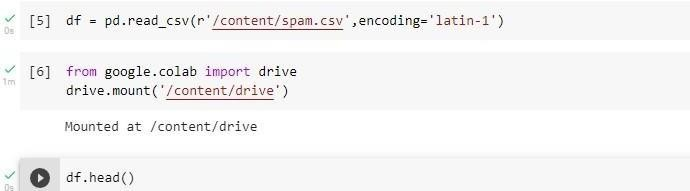 [5] df = pd.read_csv(r'/content/spam.csv',encoding='latin-1')
0s
[6] from google.colab import drive
1m
drive.mount('/content/drive')
Mounted at /content/drive
df.head()
0s